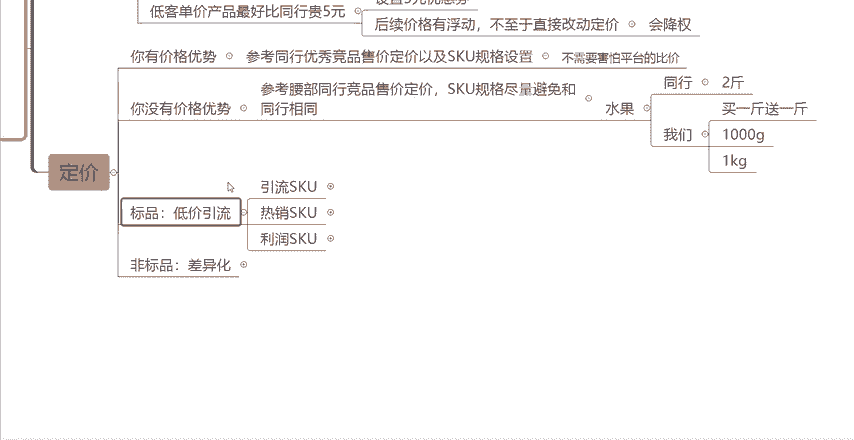 低客单价产品最好比同行贵5元
后续价格有浮动，不至于直接改动定价
会降权
你有价格优势
参考同行优秀竞品售价定价以及SKU规格设置
不需要害怕平台的比价
你没有价格优势
参考腰部同行竞品售价定价，SKU规格尽量避免和
同行相同
水果
同行
2斤
我们
买一斤送一斤
1000g
1kg
定价
标品：低价引流
引流SKU
热销SKU
利润SKU
非标品：差异化